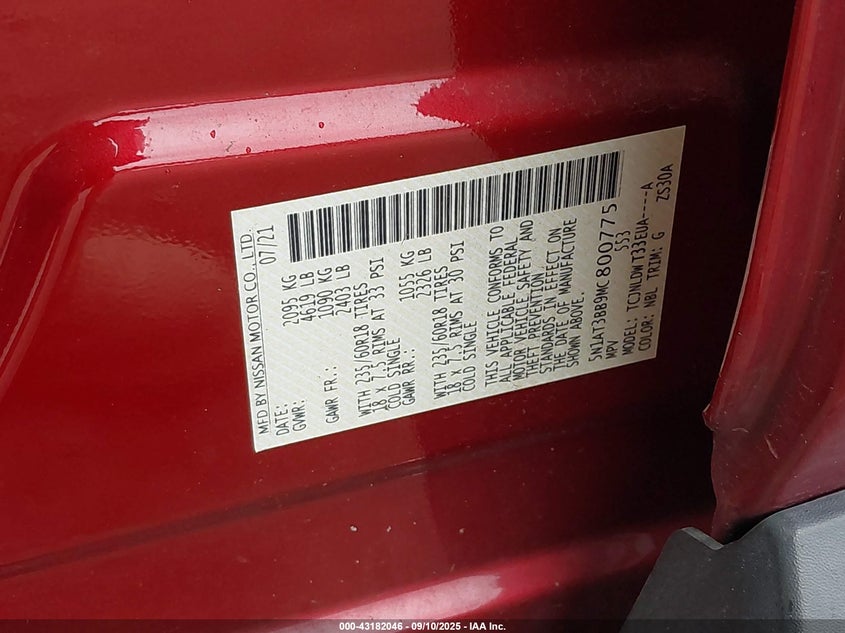 MFD BY NISSAN MOTOR CO., LTD.
DATE: 07/21
GVWR: 2095 KG
4619 LB
GAWR FR.: 1090 KG
2403 LB
WITH 235/60R18 TIRES
18 X 7.5 RIMS AT 33 PSI
COLD SINGLE
GAWR RR.: 1055 KG
2326 LB
WITH 235/60R18 TIRES
18 X 7.5 RIMS AT 30 PSI
COLD SINGLE
THIS VEHICLE CONFORMS TO
ALL APPLICABLE FEDERAL
MOTOR VEHICLE SAFETY AND
THEFT PREVENTION
STANDARDS IN EFFECT ON
THE DATE OF MANUFACTURE
SHOWN ABOVE.
5N1AT3BB9MC800775
MPV 553
MODEL: TCJNLDWT33EUA----A
COLOR: NBL TRIM: G ZS30A
000-43182046 - 09/10/2025 - IAA Inc.